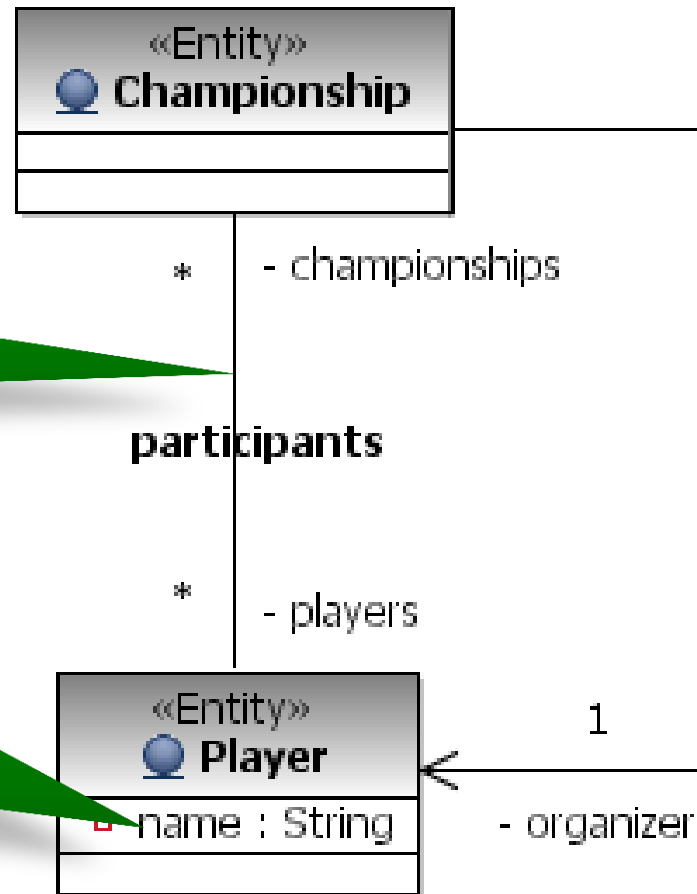 «Entity»
Championship
*
- championships
participants
*
- players
«Entity»
Player
name : String
1
- organizer